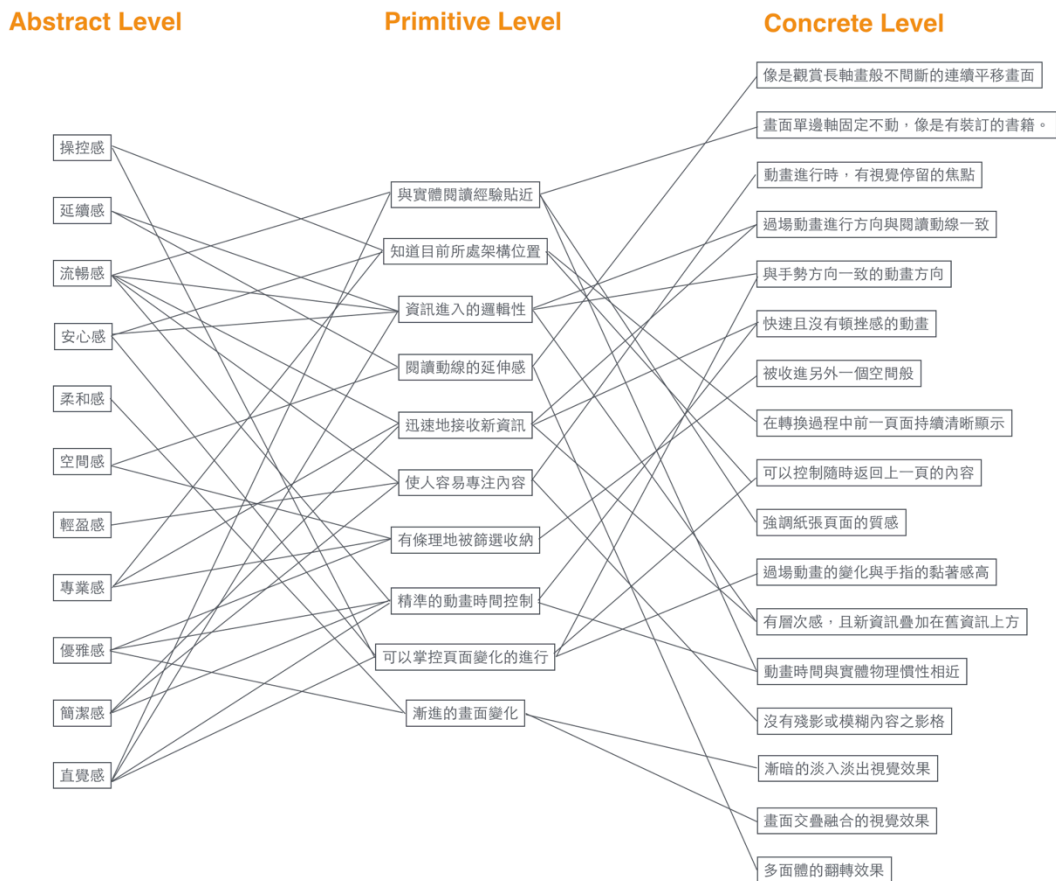 Abstract Level
Primitive Level
Concrete Level
操控感
延續感
流暢感
安心感
柔和感
空間感
輕盈感
專業感
優雅感
簡潔感
直覺感
與實體閱讀經驗貼近
知道目前所處架構位置
資訊進入的邏輯性
閱讀動線的延伸感
迅速地接收新資訊
使人容易專注內容
有條理地被篩選收納
精準的動畫時間控制
可以掌控頁面變化的進行
漸進的畫面變化
像是觀賞長軸畫般不間斷的連續平移畫面
畫面單邊軸固定不動，像是有裝訂的書籍。
動畫進行時，有視覺停留的焦點
過場動畫進行方向與閱讀動線一致
與手勢方向一致的動畫方向
快速且沒有頓挫感的動畫
被收進另外一個空間般
在轉換過程中前一頁面持續清晰顯示
可以控制隨時返回上一頁的內容
強調紙張頁面的質感
過場動畫的變化與手指的黏著感高
有層次感，且新資訊疊加在舊資訊上方
動畫時間與實體物理慣性相近
沒有殘影或模糊內容之影格
漸暗的淡入淡出視覺效果
畫面交疊融合的視覺效果
多面體的翻轉效果